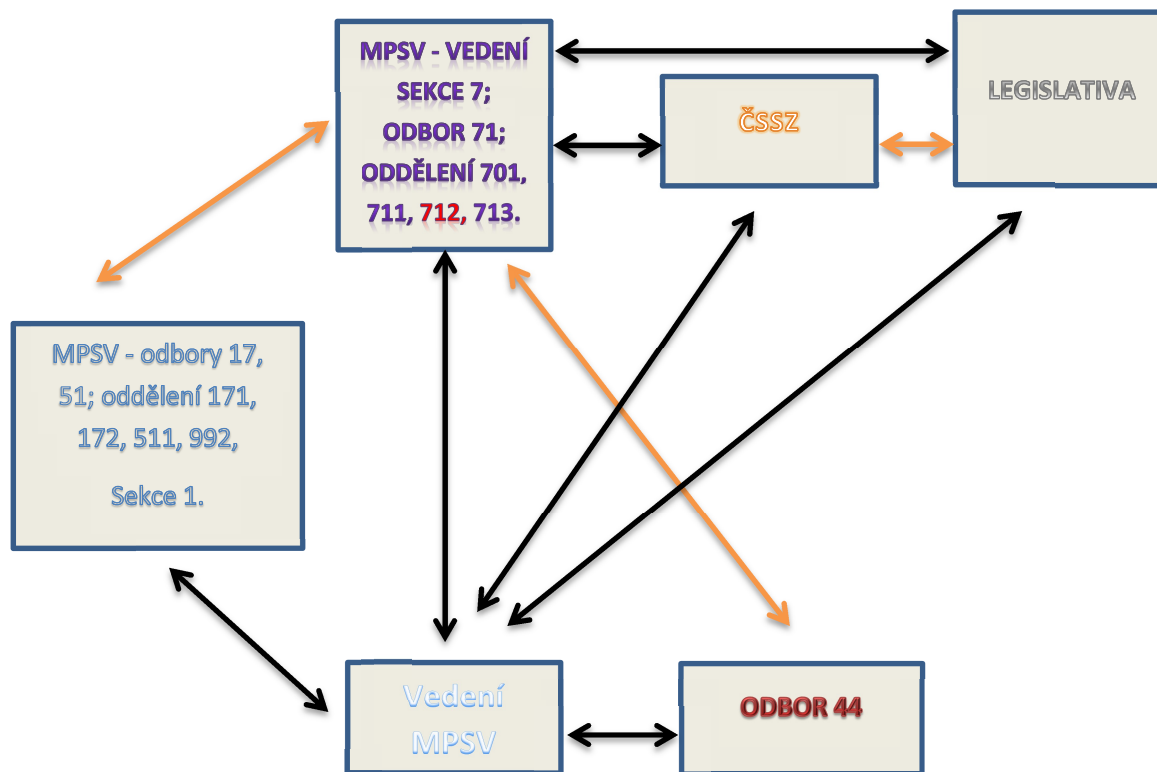 MPSV - VEDENÍ
SEKCE 7;
ODBOR 71;
ODDĚLENÍ 701,
711, 712, 713.
ČSSZ
LEGISLATIVA
MPSV - odbory 17,
51; oddělení 171,
172, 511, 992,
Sekce 1.
Vedení
MPSV
ODBOR 44